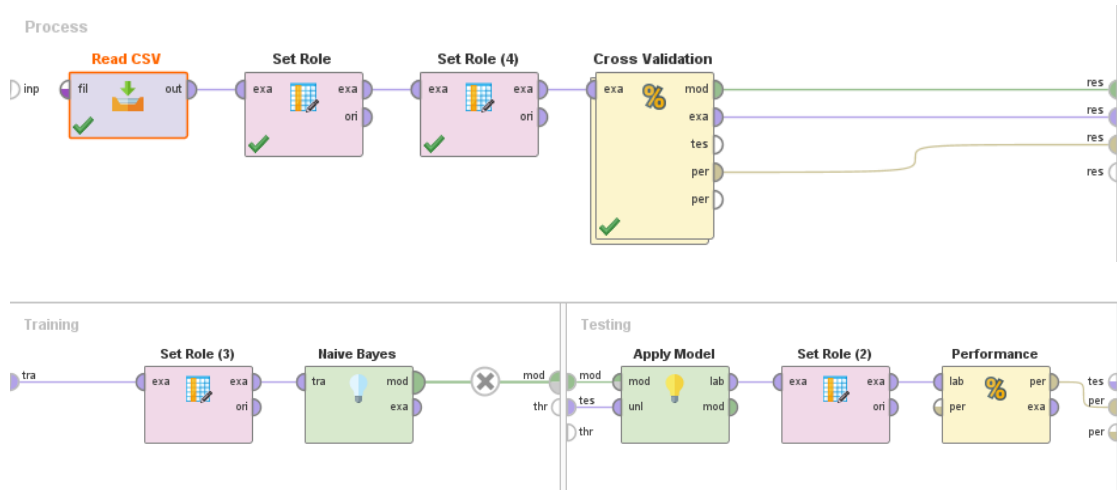 Process
Read CSV Set Role Set Role (4) Cross Validation
inp fil out exa exa exa exa exa mod res
ori ori exa res
tes res
per res
per
Training Testing
Set Role (3) Naive Bayes Apply Model Set Role (2) Performance
tra exa exa tra mod mod mod mod lab exa exa lab per tes
ori exa thr tes unl mod ori per exa per
thr per